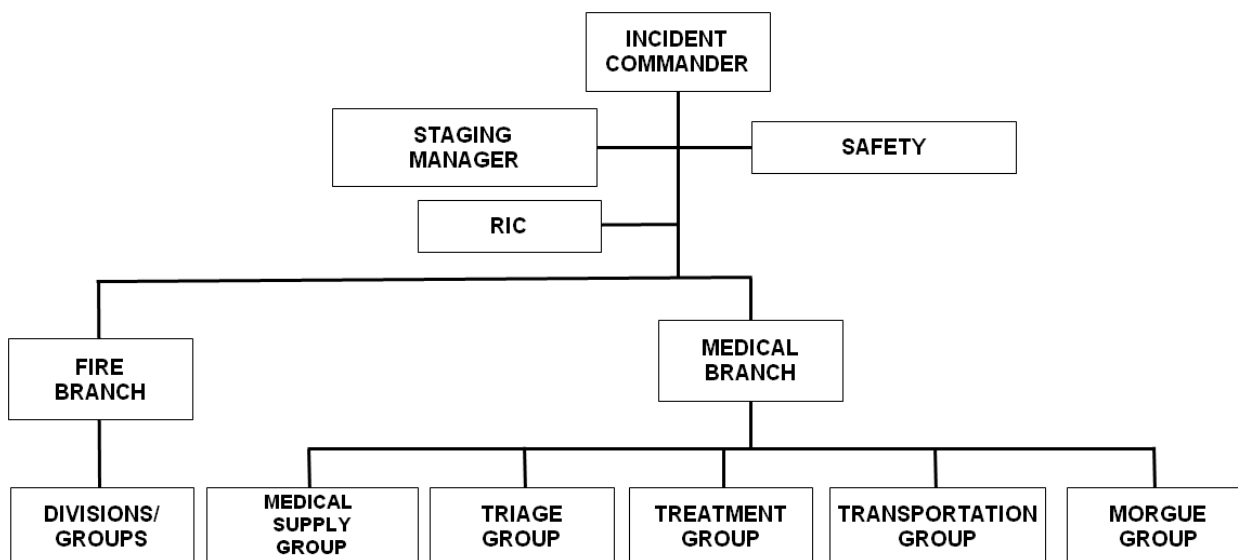 INCIDENT
COMMANDER
STAGING
MANAGER
SAFETY
RIC
FIRE
BRANCH
MEDICAL
BRANCH
DIVISIONS/
GROUPS
MEDICAL
SUPPLY
GROUP
TRIAGE
GROUP
TREATMENT
GROUP
TRANSPORTATION
GROUP
MORGUE
GROUP